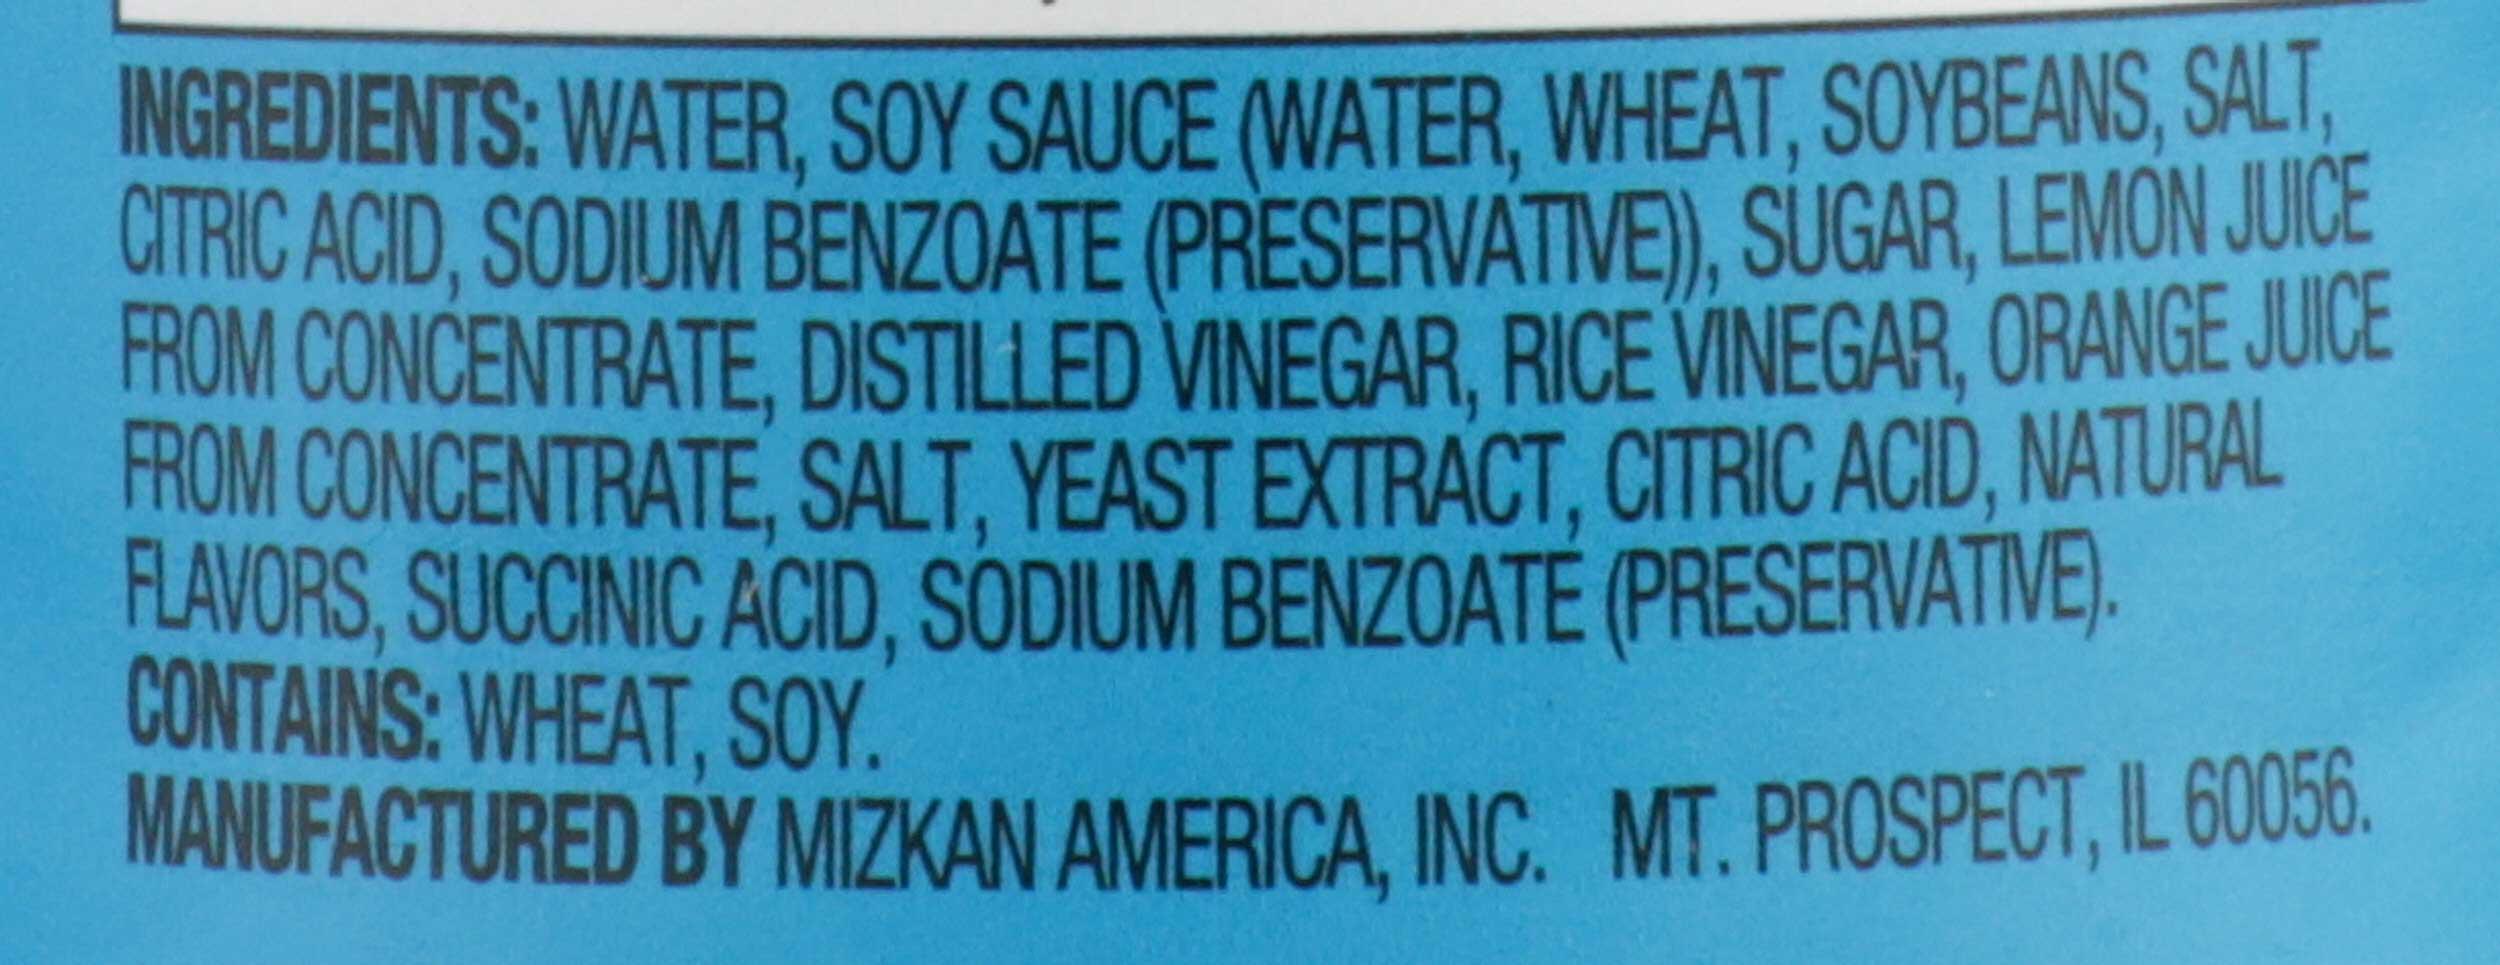 INGREDIENTS: WATER, SOY SAUCE (WATER, WHEAT, SOYBEANS, SALT,
CITRIC ACID, SODIUM BENZOATE (PRESERVATIVE)), SUGAR, LEMON JUICE
FROM CONCENTRATE, DISTILLED VINEGAR, RICE VINEGAR, ORANGE JUICE
FROM CONCENTRATE, SALT, YEAST EXTRACT, CITRIC ACID, NATURAL
FLAVORS, SUCCINIC ACID, SODIUM BENZOATE (PRESERVATIVE).
CONTAINS: WHEAT, SOY.
MANUFACTURED BY MIZKAN AMERICA, INC. MT. PROSPECT, IL 60056.